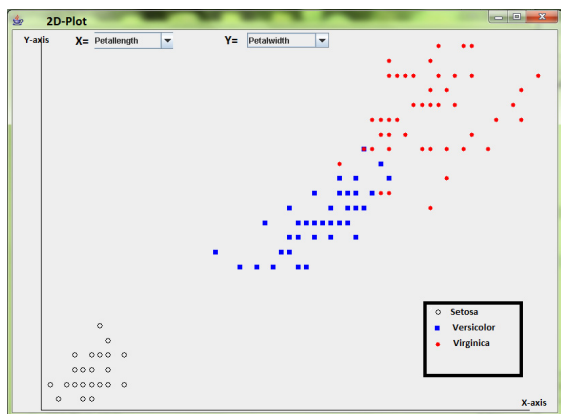 2D-Plot
Y-axis X= Petallength Y= Petalwidth
Setosa
Versicolor
Virginica
X-axis